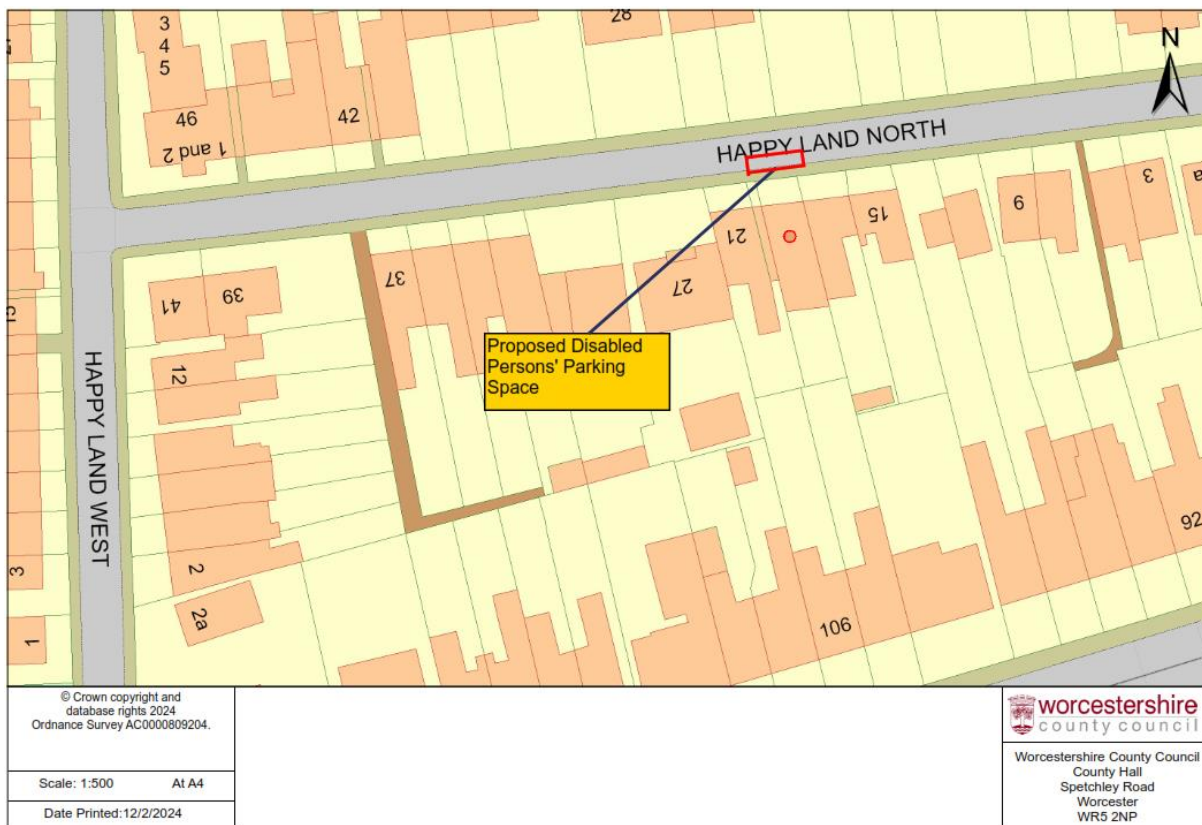 3
4
5
28
N
46
42
1 and 2
HAPPY LAND NORTH
3
15
9
21
37
27
39
41
Proposed Disabled
Persons' Parking
Space
12
HAPPY LAND WEST
92
3
2
2a
1
106
© Crown copyright and
database rights 2024
Ordnance Survey AC0000809204.
Scale: 1:500 At A4
Date Printed:12/2/2024
worcestershire
county council
Worcestershire County Council
County Hall
Spetchley Road
Worcester
WR5 2NP